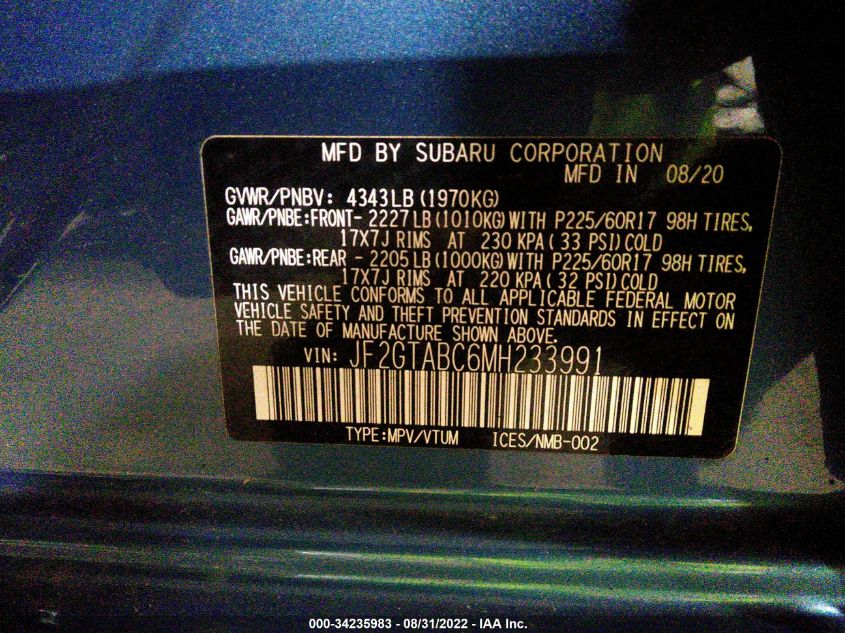 MFD BY SUBARU CORPORATION
MFD IN 08/20
GVWR/PNBV: 4343LB (1970KG)
GAWR/PNBE:FRONT- 2227LB (1010KG) WITH P225/60R17 98H TIRES,
17X7J RIMS AT 230 KPA ( 33 PSI) COLD
GAWR/PNBE:REAR - 2205LB (1000KG) WITH P225/60R17 98H TIRES,
17X7J RIMS AT 220 KPA ( 32 PSI) COLD
THIS VEHICLE CONFORMS TO ALL APPLICABLE FEDERAL MOTOR
VEHICLE SAFETY AND THEFT PREVENTION STANDARDS IN EFFECT ON
THE DATE OF MANUFACTURE SHOWN ABOVE.
VIN: JF2GTABC6MH233991
TYPE:MPV/VTUM ICES/NMB-002
000-34235983 - 08/31/2022 - IAA Inc.